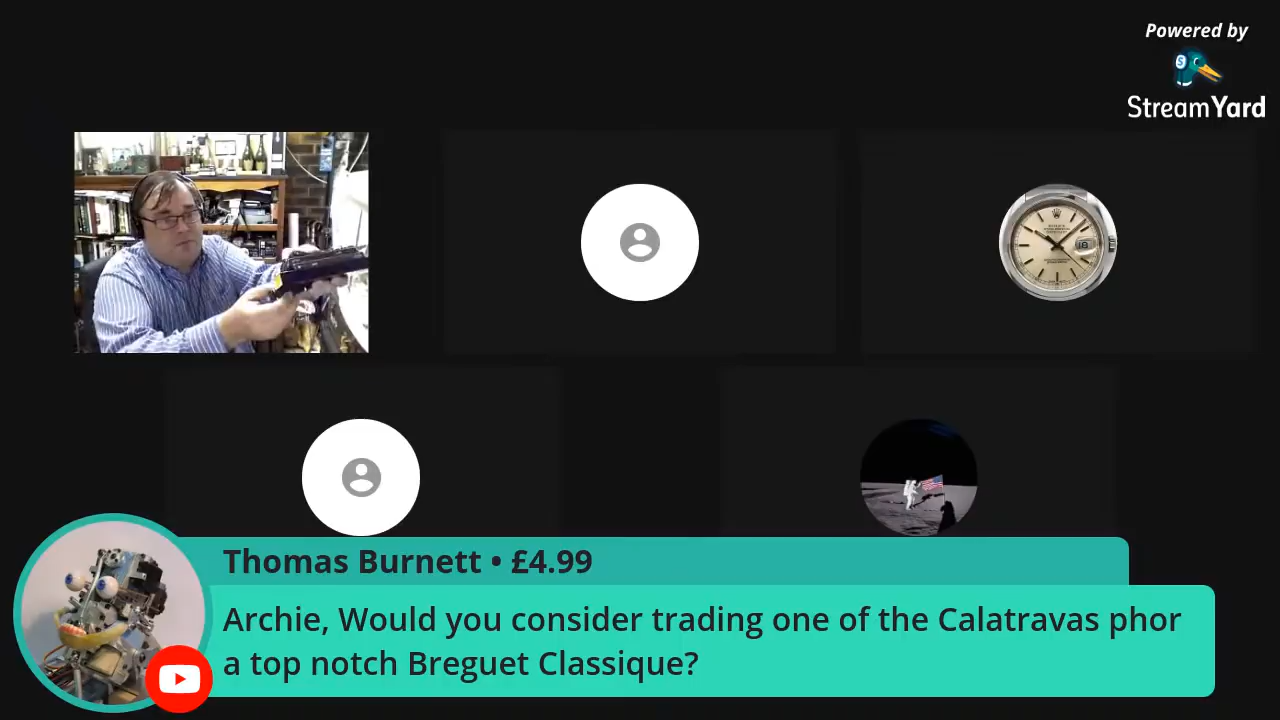 Powered by
StreamYard
Thomas Burnett • £4.99
Archie, Would you consider trading one of the Calatravas phor
a top notch Breguet Classique?